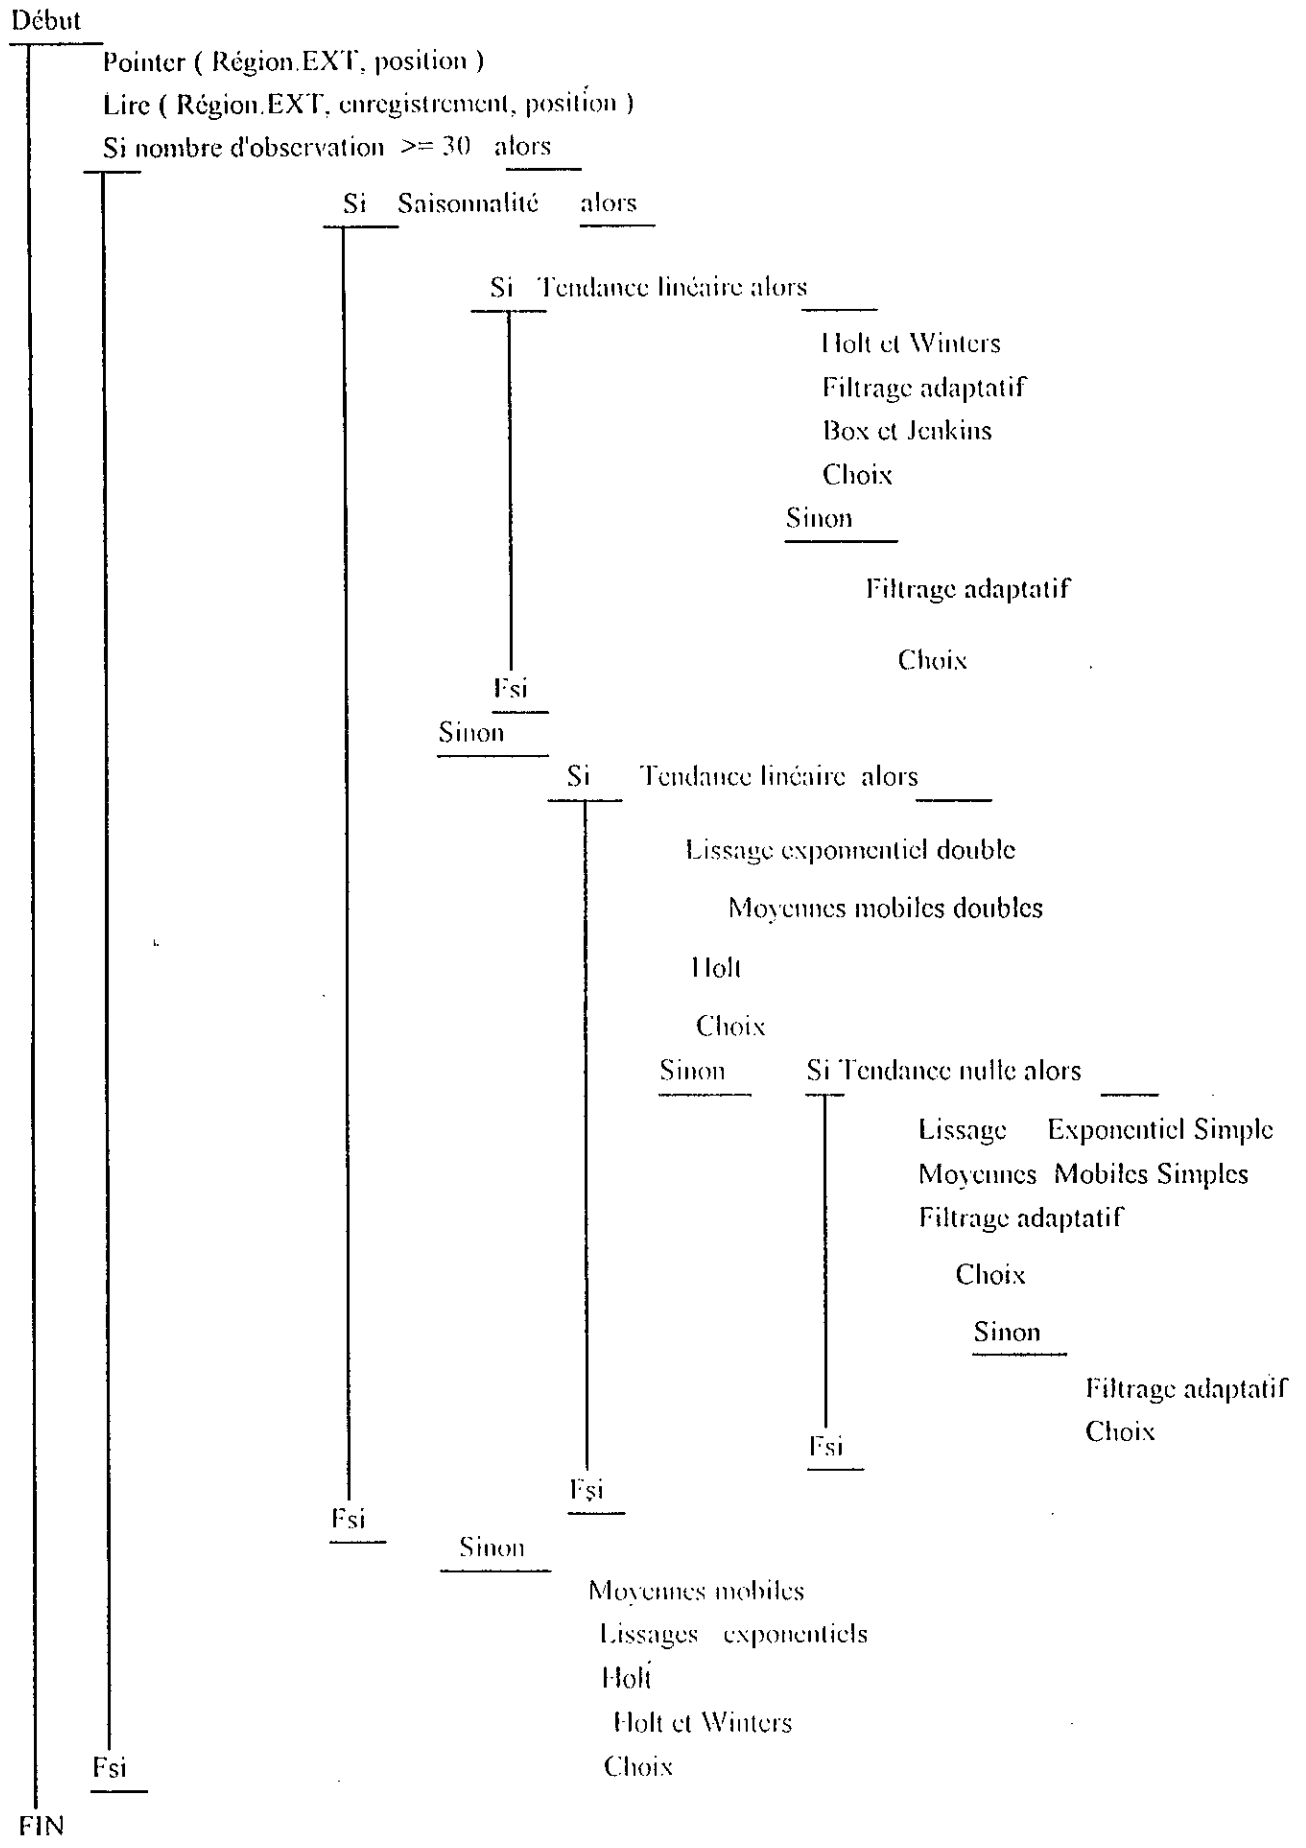 Début
Pointer ( Région.EXT, position )
Lire ( Région.EXT, enregistrement, position )
Si nombre d'observation >= 30 alors
Si Saisonnalité alors
Si Tendance linéaire alors
Holt et Winters
Filtrage adaptatif
Box et Jenkins
Choix
Sinon
Filtrage adaptatif
Choix
Fsi
Sinon
Si Tendance linéaire alors
Lissage exponnentiel double
Moyennes mobiles doubles
Holt
Choix
Sinon Si Tendance nulle alors
Lissage Exponentiel Simple
Moyennes Mobiles Simples
Filtrage adaptatif
Choix
Sinon
Filtrage adaptatif
Choix
Fsi
Fsi
Fsi
Sinon
Moyennes mobiles
Lissages exponentiels
Holt
Holt et Winters
Choix
Fsi
FIN